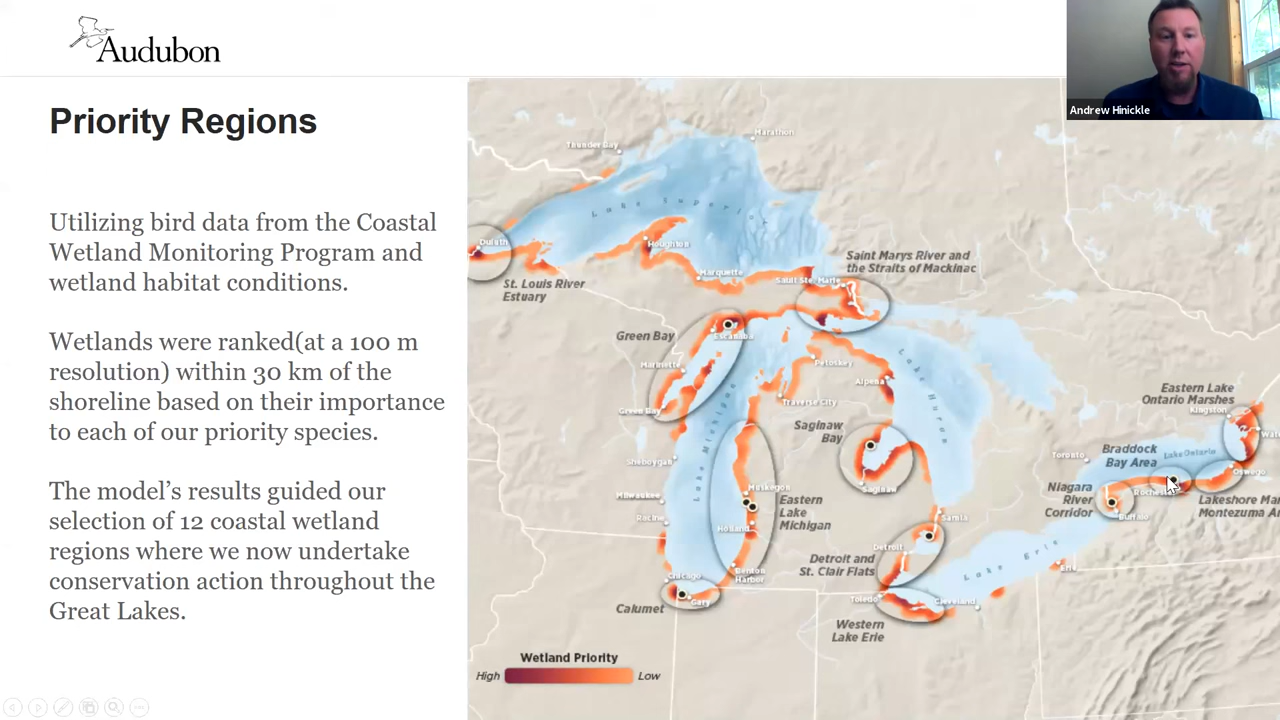 Audubon
Priority Regions
Utilizing bird data from the Coastal
Wetland Monitoring Program and
wetland habitat conditions.
Wetlands were ranked(at a 100 m
resolution) within 30 km of the
shoreline based on their importance
to each of our priority species.
The model's results guided our
selection of 12 coastal wetland
regions where we now undertake
conservation action throughout the
Great Lakes.
Andrew Hinickle
Marathon
Thunder Bay
Lake Superior
Duluth
Houghton
St. Louis River
Estuary
Marquette
Saint Marys River and
the Straits of Mackinac
Saint Ste. Marie
Green Bay
Escanaba
Marinette
Green Bay
Petoskey
Alpena
Traverse City
Lake Michigan
Lake Huron
Sheboygan
Milwaukee
Racine
Saginaw
Bay
Saginaw
Muskegon
Holland
Eastern
Lake
Michigan
Benton
Harbor
Chicago
Gary
Calumet
Sarnia
Detroit
Detroit and
St. Clair Flats
Toledo
Cleveland
Western
Lake Erie
Lake Erie
Erie
Eastern Lake
Ontario Marshes
Kingston
Braddock
Bay Area
Lake Ontario
Toronto
Oswego
Niagara
River
Corridor
Buffalo
Lakeshore
Montezuma
Wetland Priority
High
Low